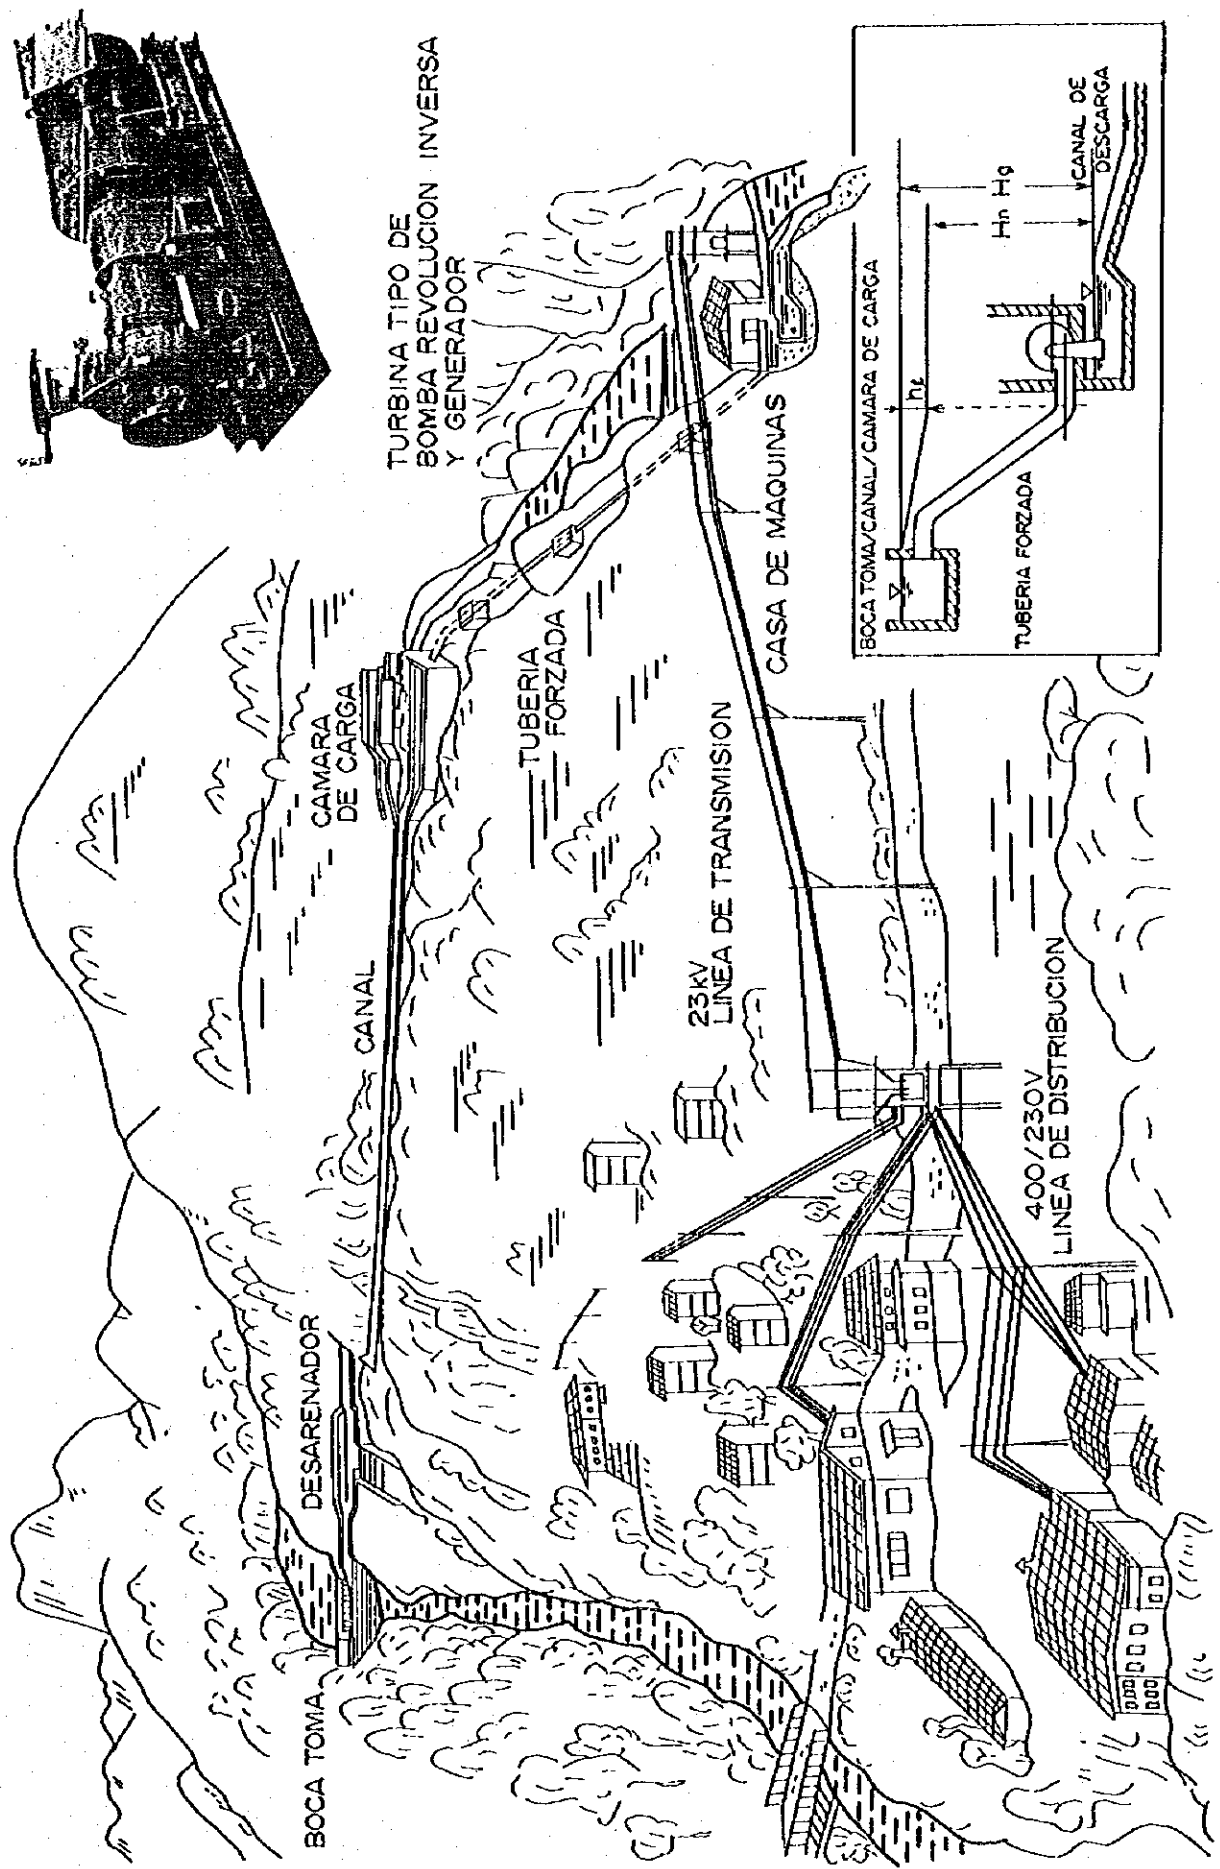 TURBINA TIPO DE
BOMBA REVOLUCION INVERSA
Y GENERADOR
BOCA TOMA
DESARENADOR
CANAL
CAMARA
DE CARGA
TUBERIA
FORZADA
CASA DE MAQUINAS
23kV
LINEA DE TRANSMISION
400/230V
LINEA DE DISTRIBUCION
BOCA TOMA/CANAL/CAMARA DE CARGA
TUBERIA FORZADA
Hn Hg
CANAL DE
DESCARGA